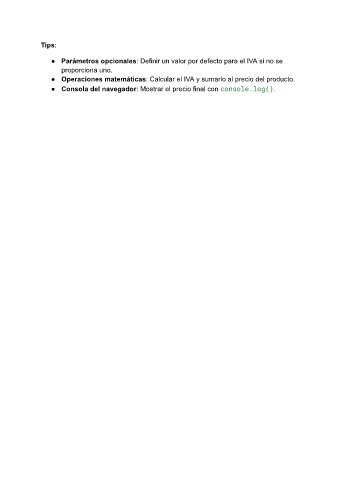 Tips:
● Parámetros opcionales: Definir un valor por defecto para el IVA si no se
proporciona uno.
● Operaciones matemáticas: Calcular el IVA y sumarlo al precio del producto.
● Consola del navegador: Mostrar el precio final con console.log().